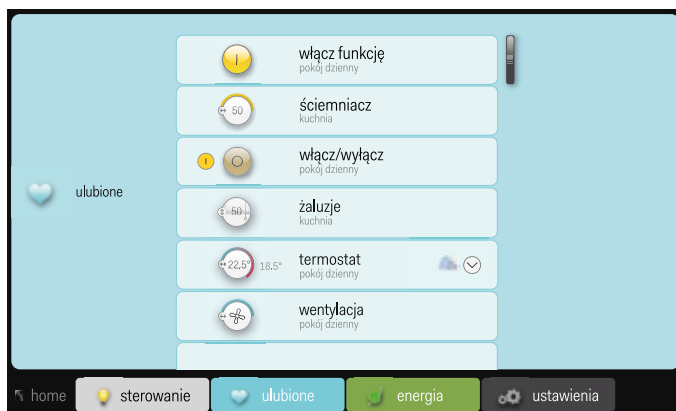 włącz funkcję
pokój dzienny
50
ściemniacz
kuchnia
włącz/wyłącz
pokój dzienny
ulubione
50
żaluzje
kuchnia
22,5° 18.5°
termostat
pokój dzienny
wentylacja
pokój dzienny
home
sterowanie
ulubione
energia
ustawienia